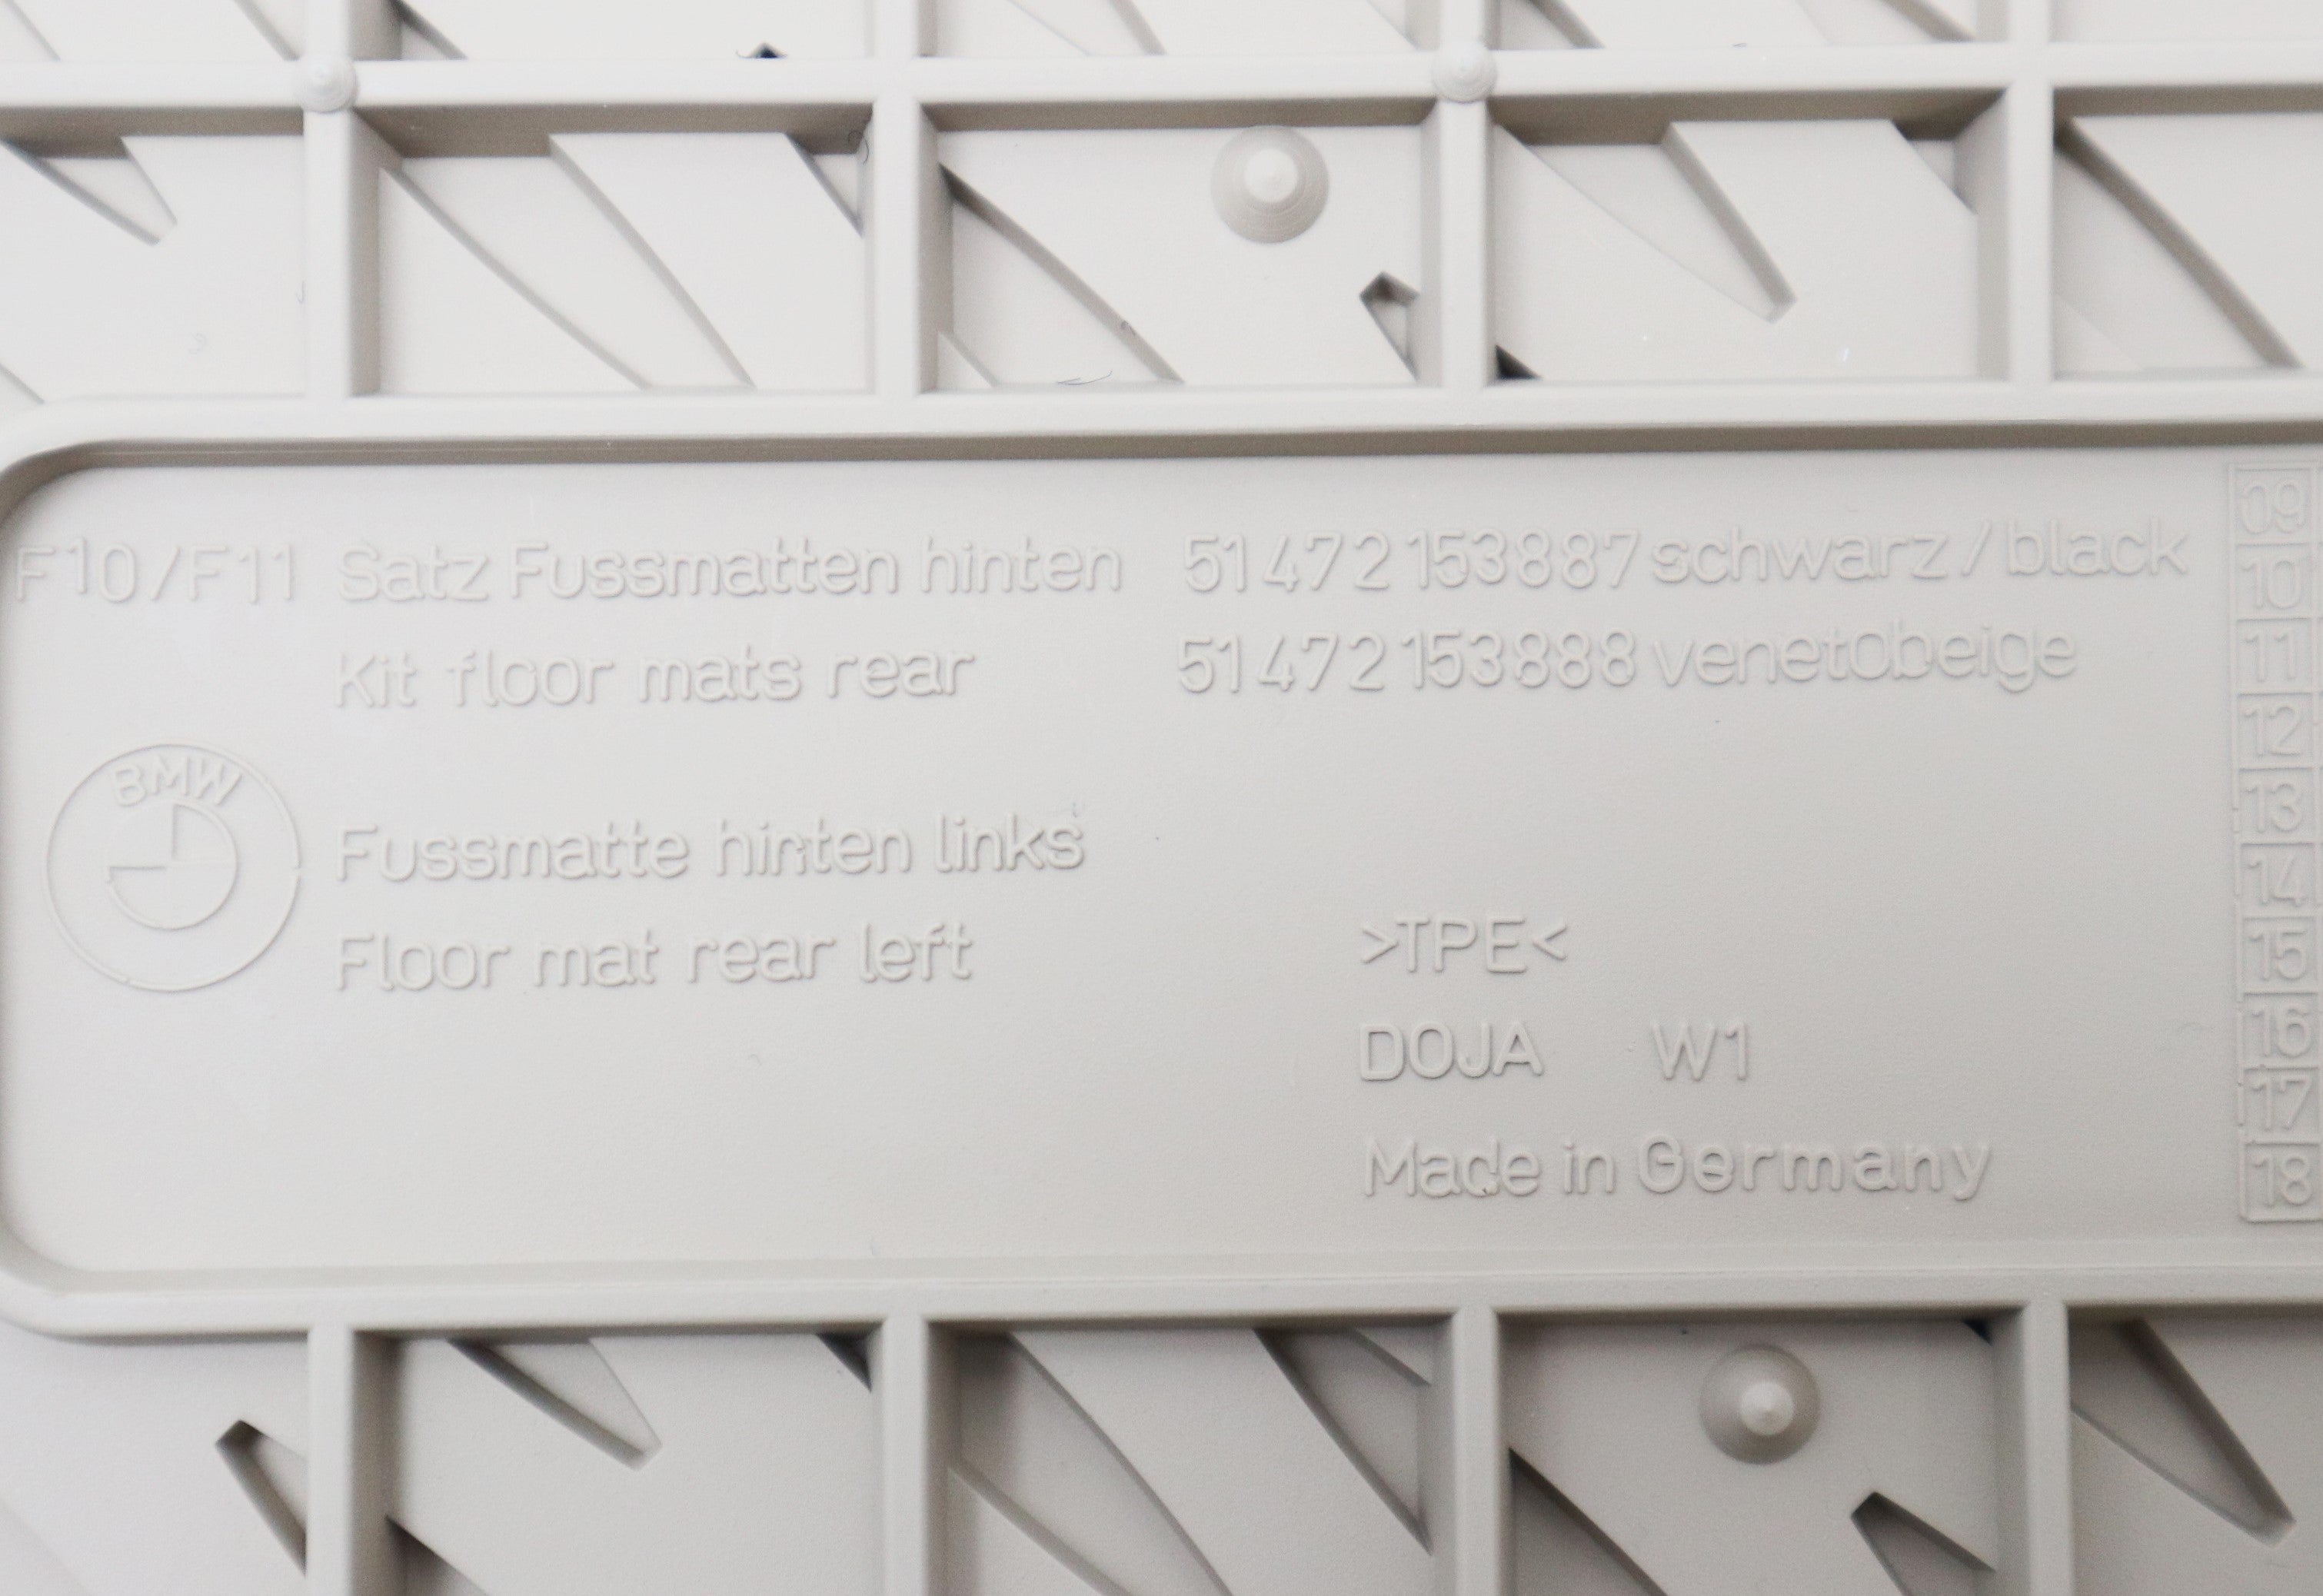 F10/F11 Satz Fussmatten hinten 51472153887 schwarz/black
Kit floor mats rear 51472153888 venet0beige
BMW
Fussmatte hinten links
Floor mat rear left
>TPE<
DOJA W1
Made in Germany
09
10
11
12
13
14
15
16
17
18